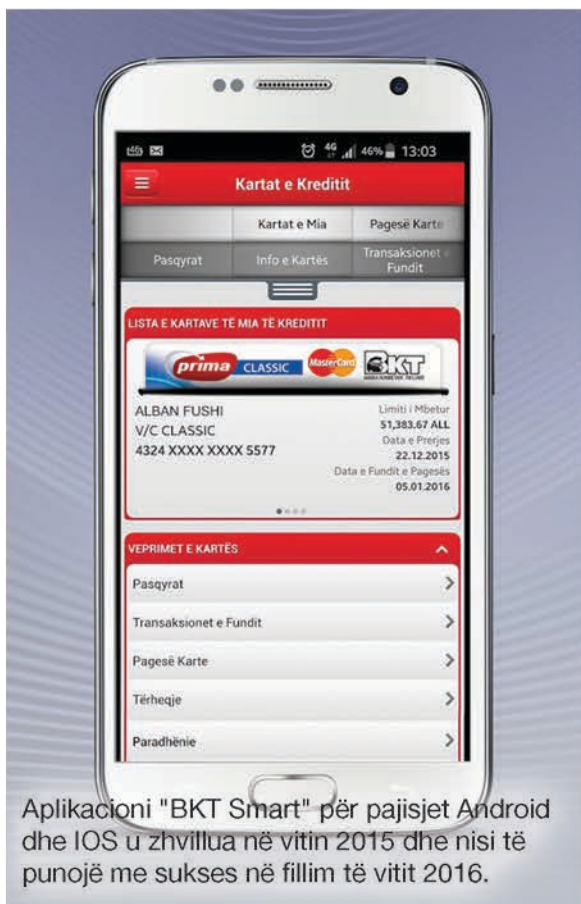 4G 46% 13:03
Kartat e Kreditit
Kartat e Mia Pagesë Karte
Pasqyrat Info e Kartës Transaksionet e
Fundit
LISTA E KARTAVE TË MIA TË KREDITIT
prima CLASSIC MasterCard BKT
ALBAN FUSHI
V/C CLASSIC
4324 XXXX XXXX 5577
Limiti i Mbetur
51,383.67 ALL
Data e Prerjes
22.12.2015
Data e Fundit e Pagesës
05.01.2016
VEPRIMET E KARTËS
Pasqyrat
Transaksionet e Fundit
Pagesë Karte
Tërheqje
Paradhënie
Aplikacioni "BKT Smart" për pajisjet Android
dhe IOS u zhvillua në vitin 2015 dhe nisi të
punojë me sukses në fillim të vitit 2016.